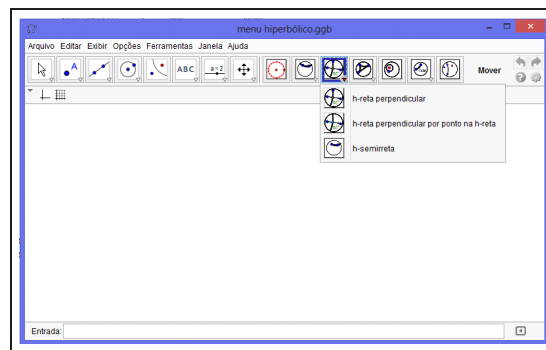 menu hiperbólico.ggb
Arquivo Editar Exibir Opções Ferramentas Janela Ajuda
A ABC a=2 Mover
h-reta perpendicular
h-reta perpendicular por ponto na h-reta
h-semirreta
Entrada: